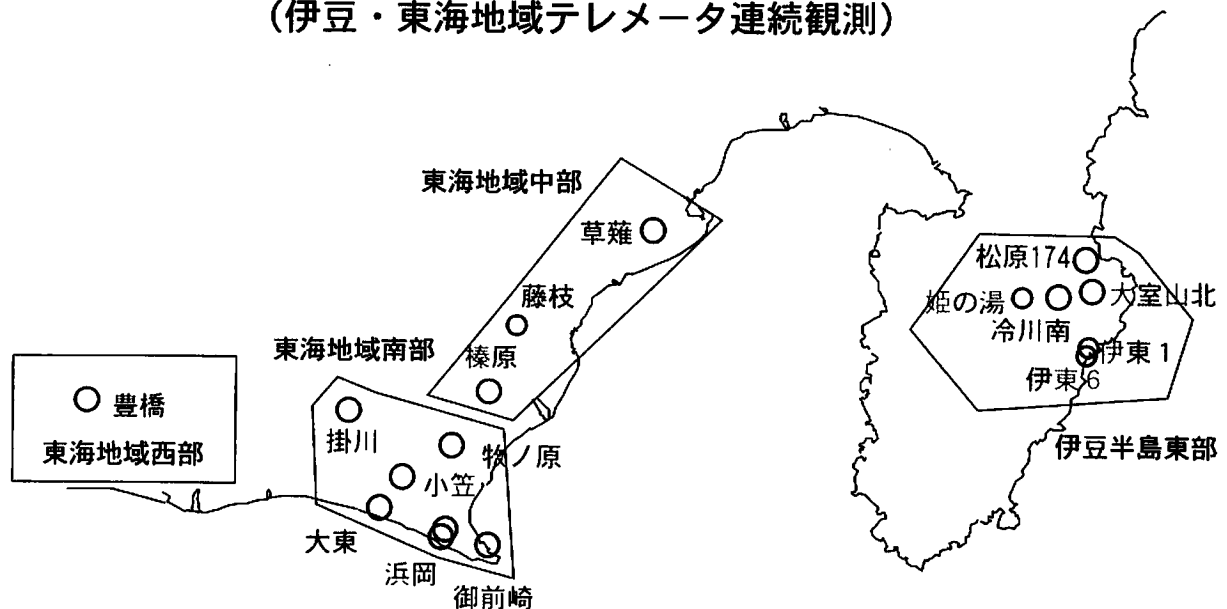 (伊豆・東海地域テレメータ連続観測)
東海地域中部
草薙
藤枝
榛原
東海地域南部
掛川
牧ノ原
小笠
大東
浜岡
御前崎
豊橋
東海地域西部
松原174
姫の湯
大室山北
冷川南
伊東1
伊東6
伊豆半島東部